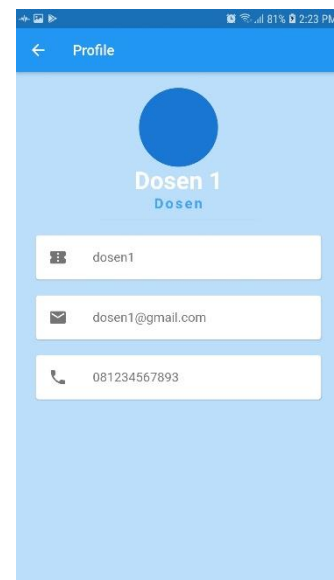 81% 2:23 PM
Profile
Dosen 1
Dosen
dosen1
dosen1@gmail.com
081234567893